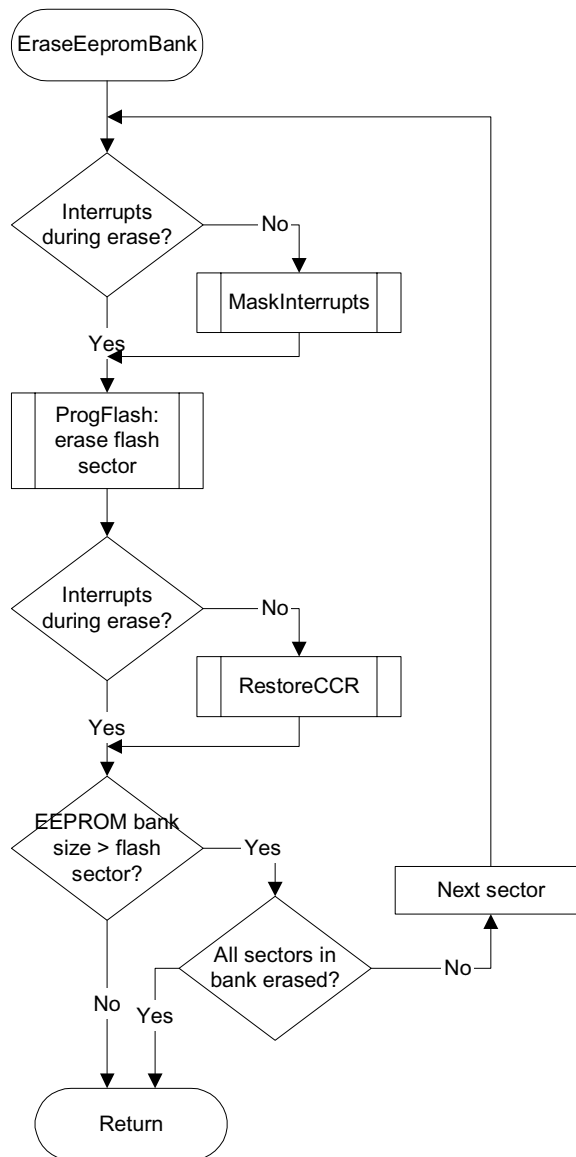 EraseEepromBank
Interrupts
during erase?
No
MaskInterrupts
Yes
ProgFlash:
erase flash
sector
Interrupts
during erase?
No
RestoreCCR
Yes
EEPROM bank
size > flash
sector?
Yes
Next sector
All sectors in
bank erased?
No
No
Yes
Return